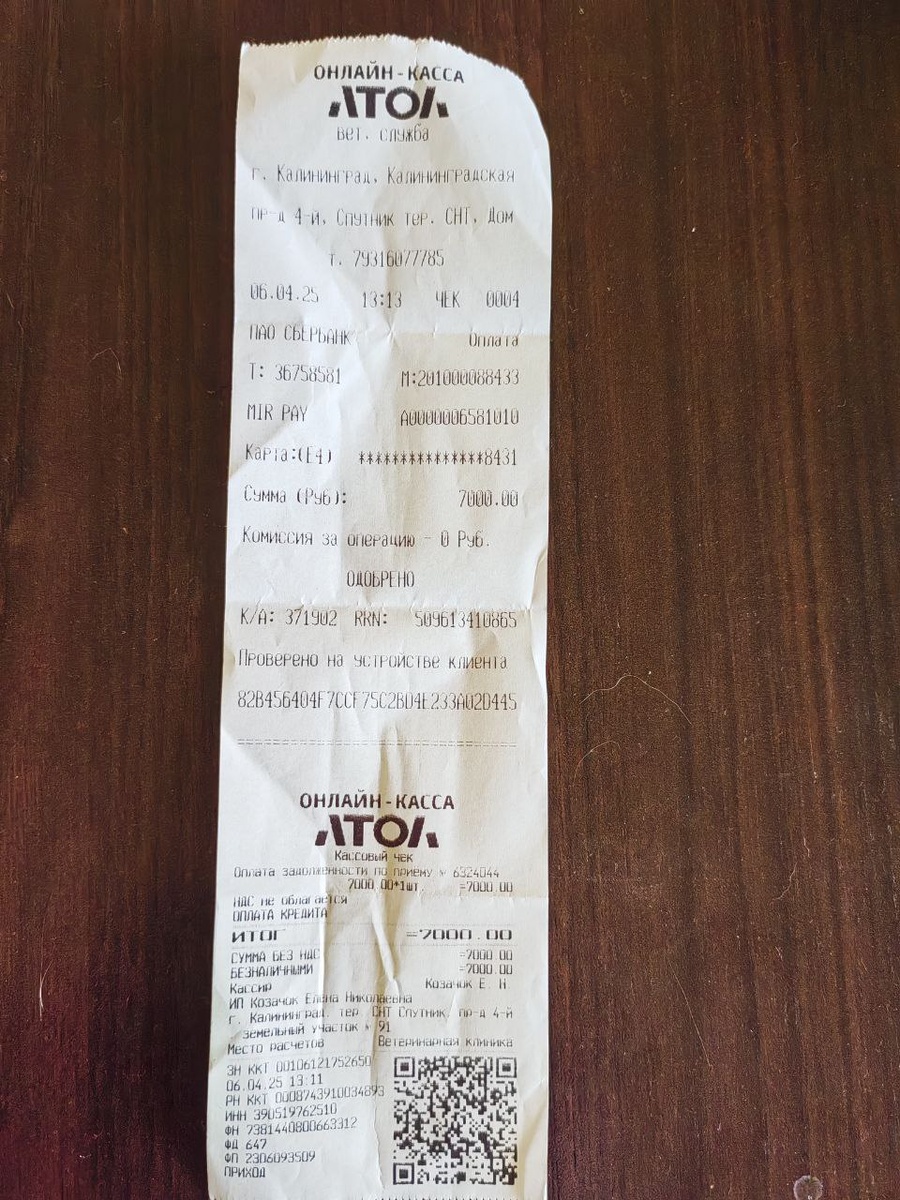 ОНЛАЙН-КАССА
АТОЛ
вет. служба
г. Калининград, Калининградская
пр-д 4-й, Спутник тер. СНТ, Дом
т. 79316077785
06.04.25 13:13 ЧЕК 0004
ПАО СБЕРБАНК Оплата
Т: 36758581 М:201000088433
MIR PAY A0000006581010
Карта:(E4) ***************8431
Сумма (Руб): 7000.00
Комиссия за операцию - 0 Руб.
ОДОБРЕНО
К/А: 371902 RRN: 509613410865
Проверено на устройстве клиента
82B456404F7CCF75C2BD4E233A02D445
================================
ОНЛАЙН-КАССА
АТОЛ
Кассовый чек
Оплата задолженности по приему № 6324044
7000.00*1шт. =7000.00
НДС не облагается
ОПЛАТА КРЕДИТА
ИТОГ =7000.00
СУММА БЕЗ НДС =7000.00
БЕЗНАЛИЧНЫМИ =7000.00
Кассир Козачок Е. Н
ИП Козачок Елена Николаевна
г. Калининград, тер. СНТ Спутник, пр-д 4-й
земельный участок № 91
Место расчетов Ветеринарная клиника
ЗН ККТ 00106121752650
06.04.25 13:11
РН ККТ 0008743910034893
ИНН 390519762510
ФН 7381440800663312
ФД 647
ФП 2306093509
ПРИХОД